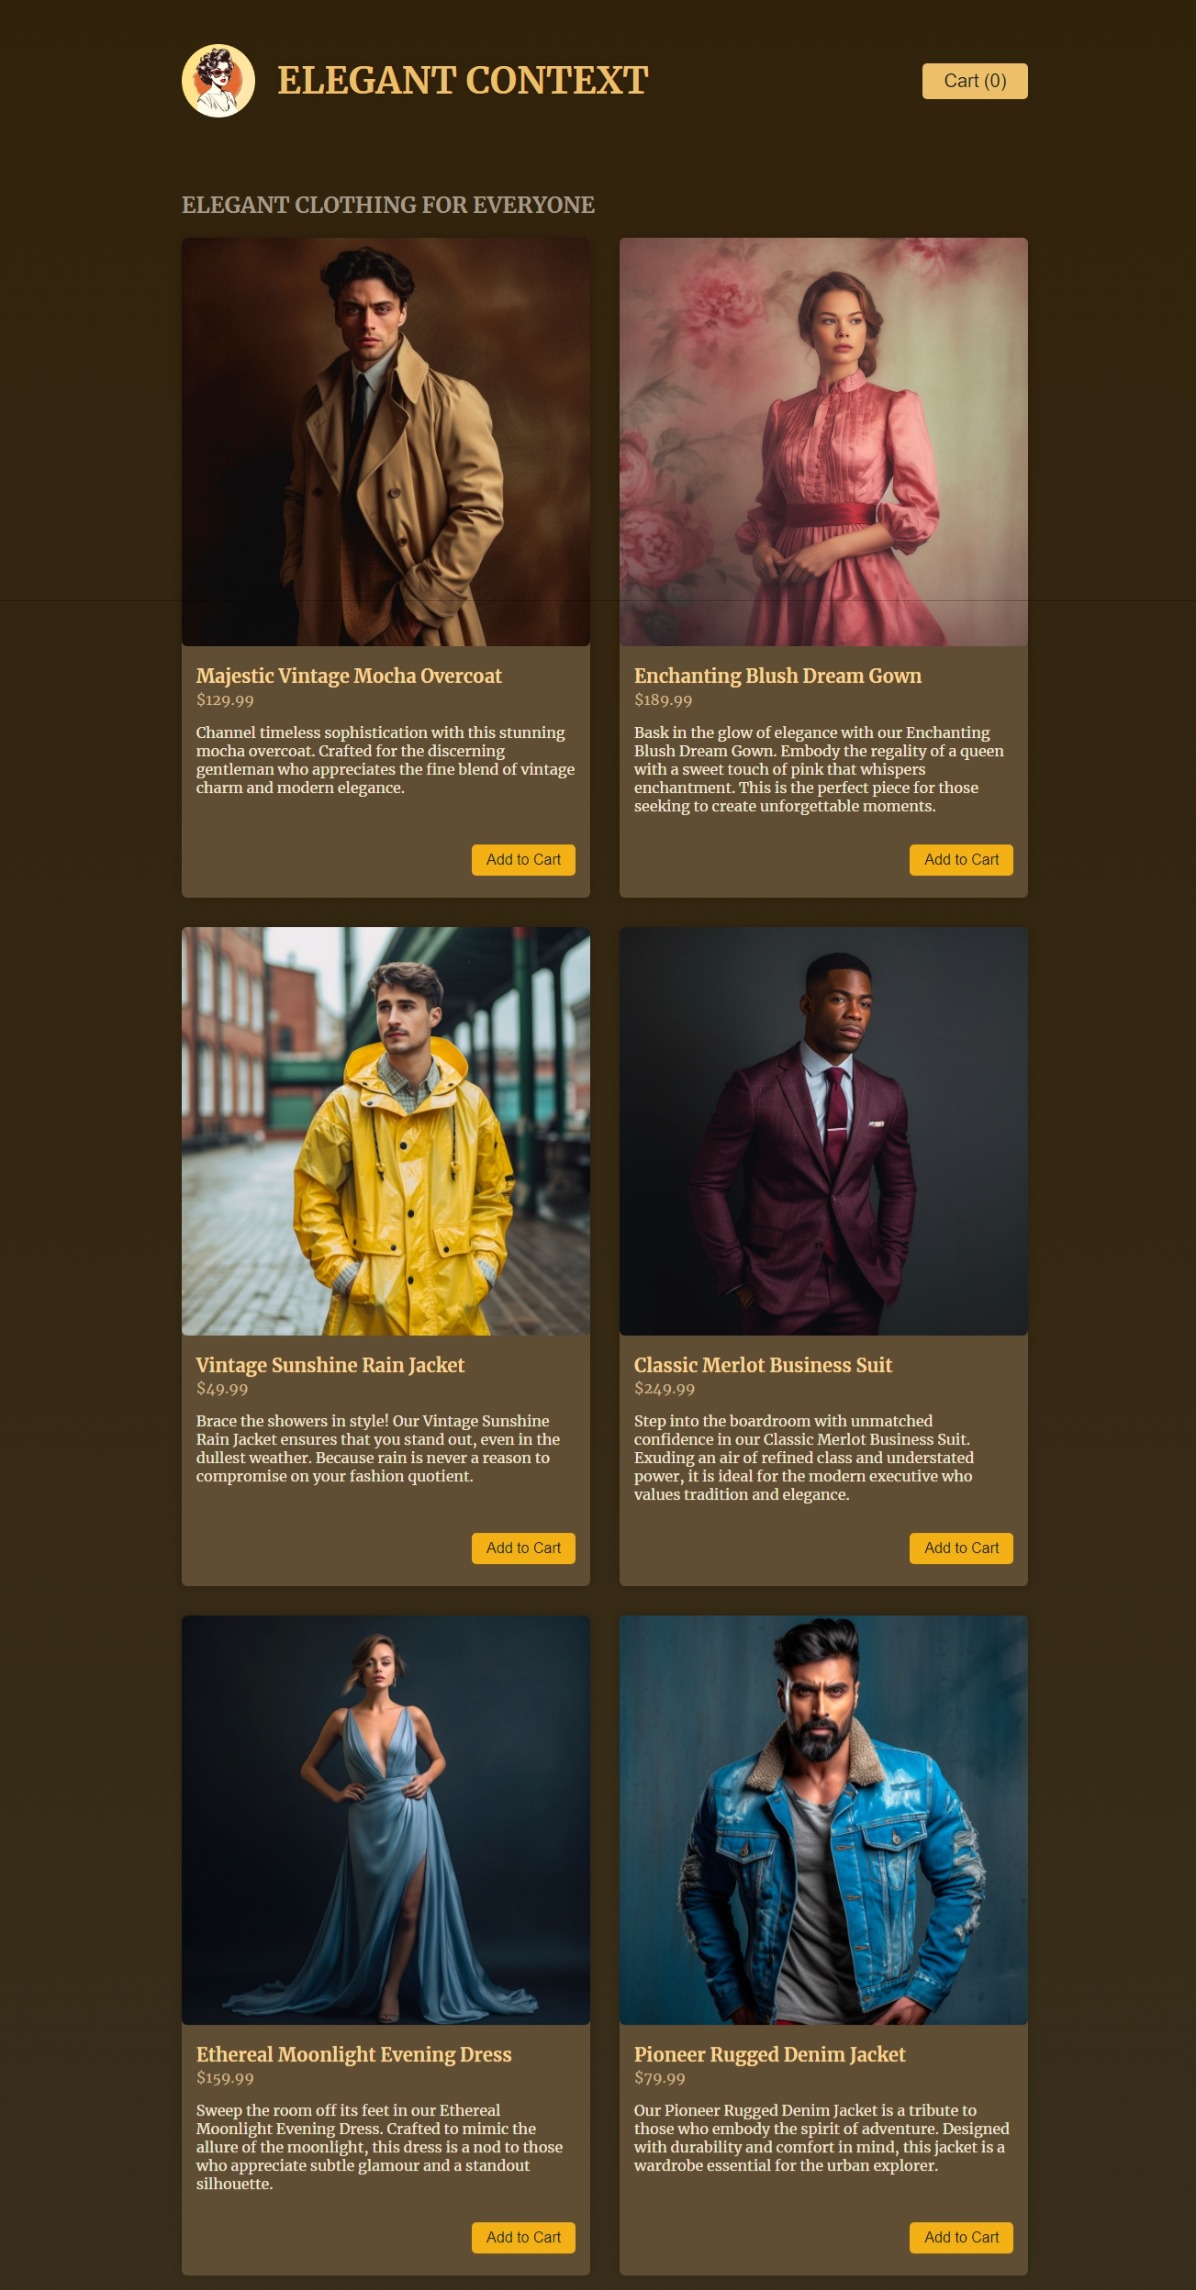 ELEGANT CONTEXT
Cart (0)
ELEGANT CLOTHING FOR EVERYONE
Majestic Vintage Mocha Overcoat
$129.99
Channel timeless sophistication with this stunning
mocha overcoat. Crafted for the discerning
gentleman who appreciates the fine blend of vintage
charm and modern elegance.
Add to Cart
Enchanting Blush Dream Gown
$189.99
Bask in the glow of elegance with our Enchanting
Blush Dream Gown. Embody the regality of a queen
with a sweet touch of pink that whispers
enchantment. This is the perfect piece for those
seeking to create unforgettable moments.
Add to Cart
Vintage Sunshine Rain Jacket
$49.99
Brace the showers in style! Our Vintage Sunshine
Rain Jacket ensures that you stand out, even in the
dullest weather. Because rain is never a reason to
compromise on your fashion quotient.
Add to Cart
Classic Merlot Business Suit
$249.99
Step into the boardroom with unmatched
confidence in our Classic Merlot Business Suit.
Exuding an air of refined class and understated
power, it is ideal for the modern executive who
values tradition and elegance.
Add to Cart
Ethereal Moonlight Evening Dress
$159.99
Sweep the room off its feet in our Ethereal
Moonlight Evening Dress. Crafted to mimic the
allure of the moonlight, this dress is a nod to those
who appreciate subtle glamour and a standout
silhouette.
Add to Cart
Pioneer Rugged Denim Jacket
$79.99
Our Pioneer Rugged Denim Jacket is a tribute to
those who embody the spirit of adventure. Designed
with durability and comfort in mind, this jacket is a
wardrobe essential for the urban explorer.
Add to Cart